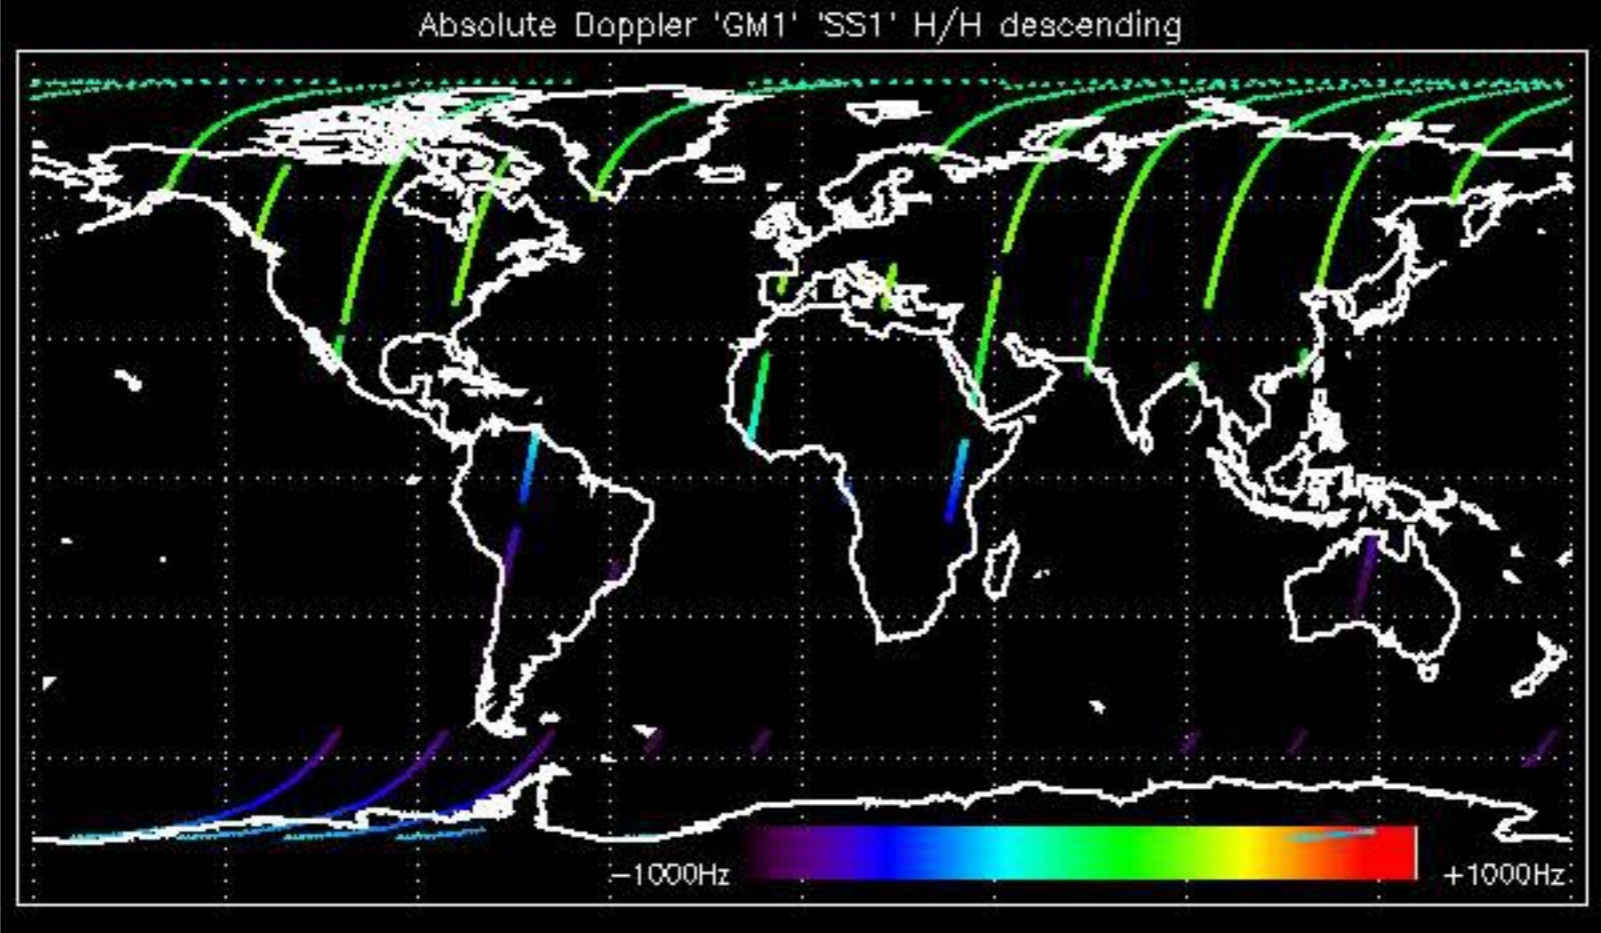 Absolute Doppler 'GM1' 'SS1' H/H descending
−1000Hz
+1000Hz